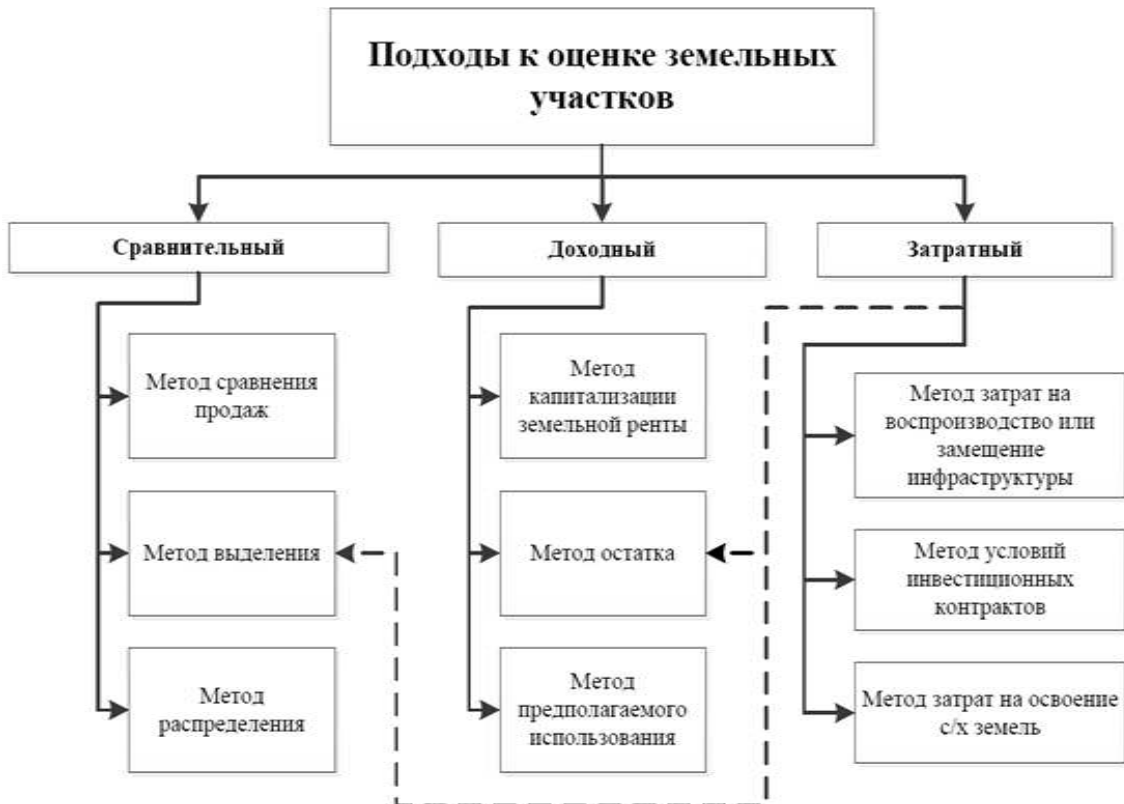 Подходы к оценке земельных
участков
Сравнительный
Доходный
Затратный
Метод сравнения
продаж
Метод выделения
Метод
распределения
Метод
капитализации
земельной ренты
Метод остатка
Метод
предполагаемого
использования
Метод затрат на
воспроизводство или
замещение
инфраструктуры
Метод условий
инвестиционных
контрактов
Метод затрат на освоение
с/х земель